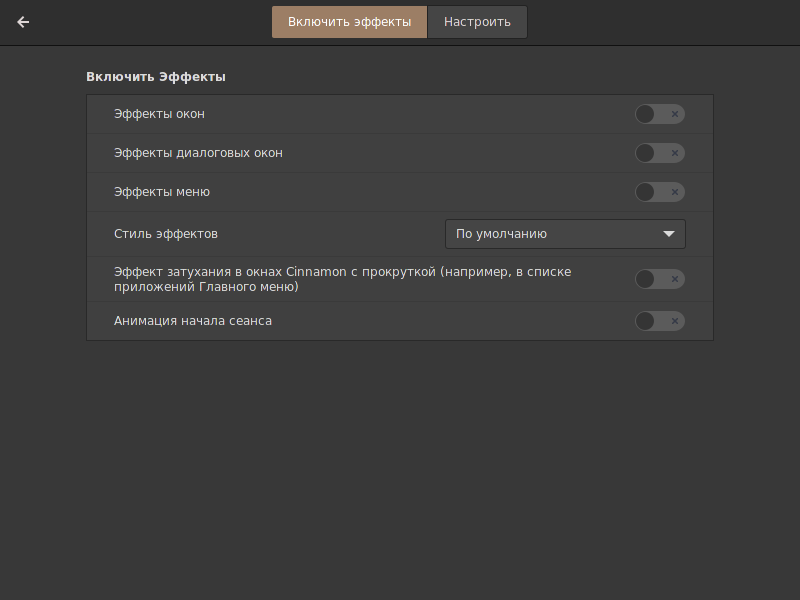 Включить эффекты
Настроить
Включить Эффекты
Эффекты окон
Эффекты диалоговых окон
Эффекты меню
Стиль эффектов
По умолчанию
Эффект затухания в окнах Cinnamon с прокруткой (например, в списке
приложений Главного меню)
Анимация начала сеанса